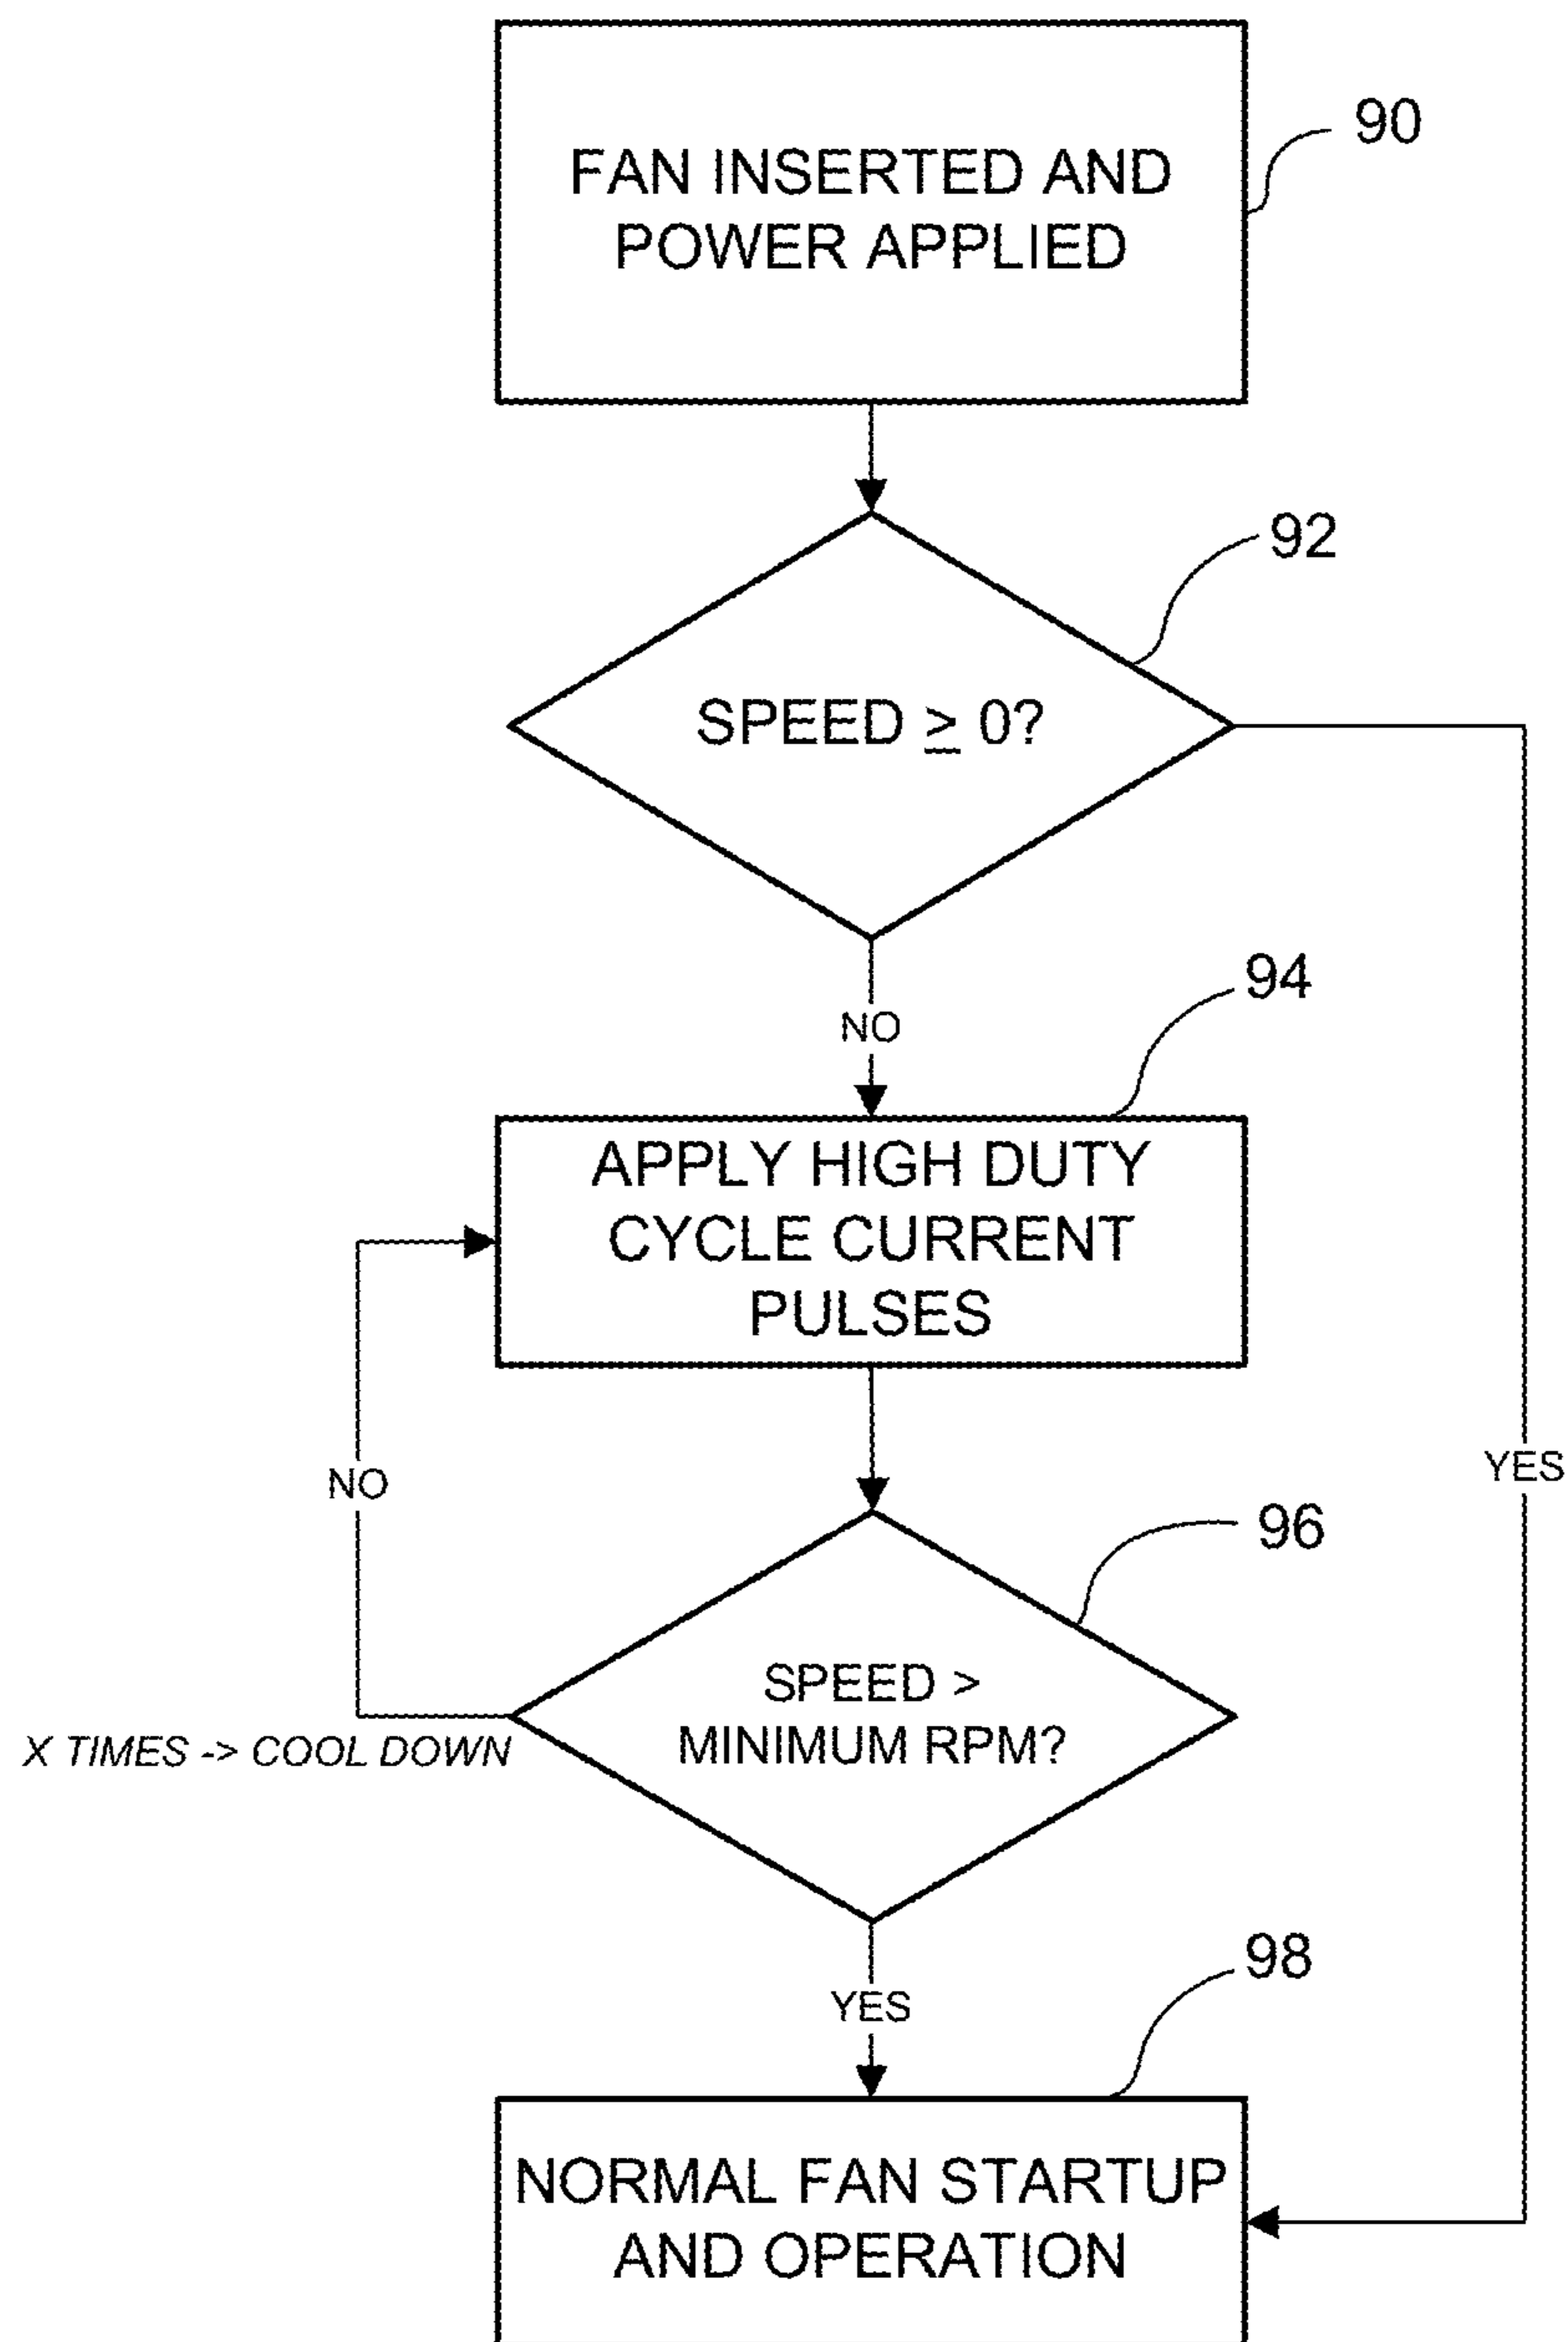 FAN INSERTED AND
POWER APPLIED
90
92
SPEED ≥ 0?
94
NO
APPLY HIGH DUTY
CYCLE CURRENT
PULSES
NO
YES
96
SPEED >
MINIMUM RPM?
X TIMES -> COOL DOWN
98
YES
NORMAL FAN STARTUP
AND OPERATION